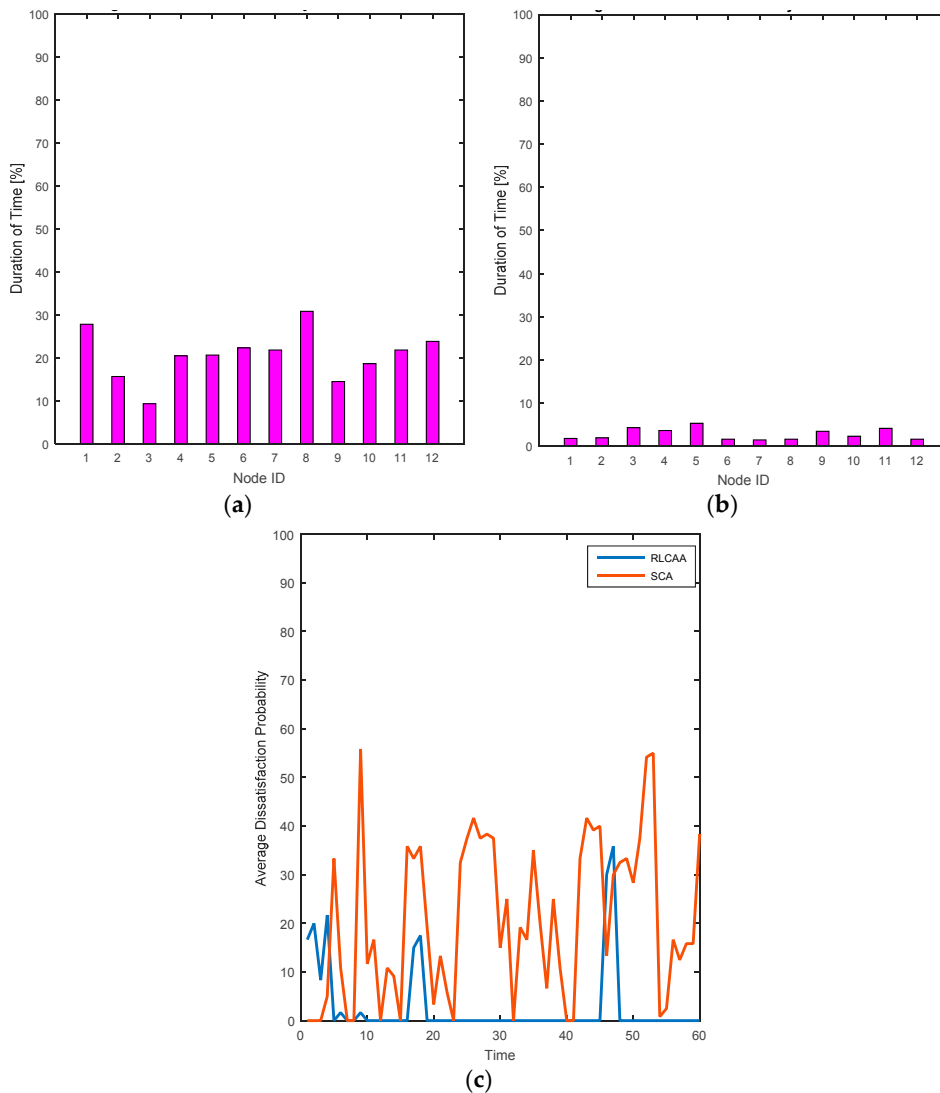 100
90
80
70
60
50
40
30
20
10
0
Duration of Time [%]
1 2 3 4 5 6 7 8 9 10 11 12
Node ID
(a)
100
90
80
70
60
50
40
30
20
10
0
Duration of Time [%]
1 2 3 4 5 6 7 8 9 10 11 12
Node ID
(b)
100
90
80
70
60
50
40
30
20
10
0
Average Dissatisfaction Probability
RLCAA
SCA
0 10 20 30 40 50 60
Time
(c)